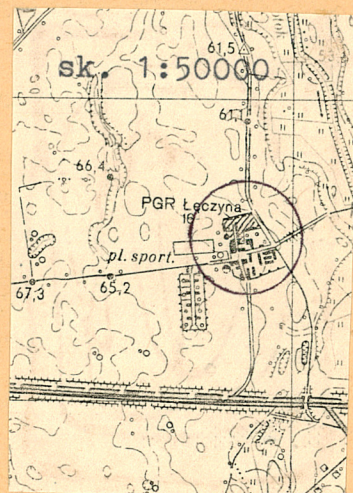 61,5
sk. 1:50000
61,1
66,4
PGR Łęczyna
16
pl. sport.
67,3
65,2